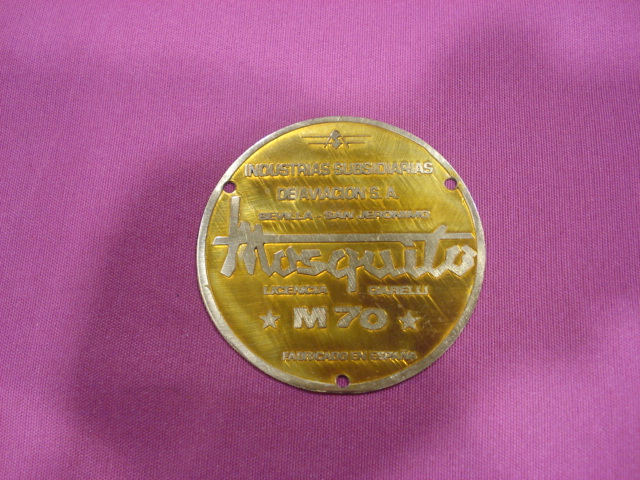 INDUSTRIAS SUBSIDIARIAS
DE AVIACION S. A.
SEVILLA - SAN JERONIMO
Mosquito
LICENCIA GARELLI
M 70
FABRICADO EN ESPAÑA